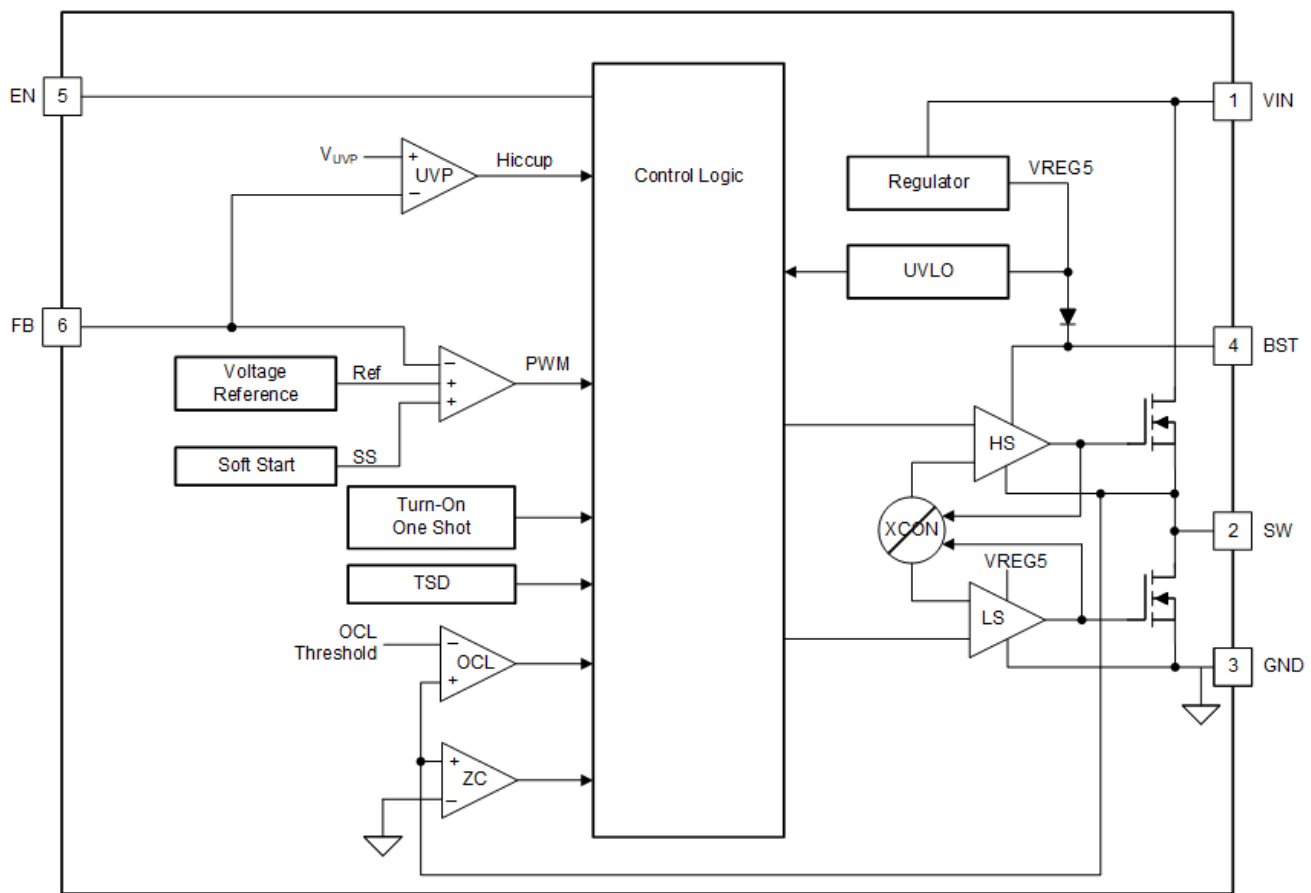 EN
5
1
VIN
VUVP
+
UVP
−
Hiccup
Control Logic
Regulator
VREG5
UVLO
FB
6
4
BST
Voltage
Reference
Ref
−
+
+
PWM
Soft Start
SS
HS
Turn-On
One Shot
XCON
2
SW
TSD
VREG5
LS
OCL
Threshold
−
OCL
+
3
GND
+
ZC
−